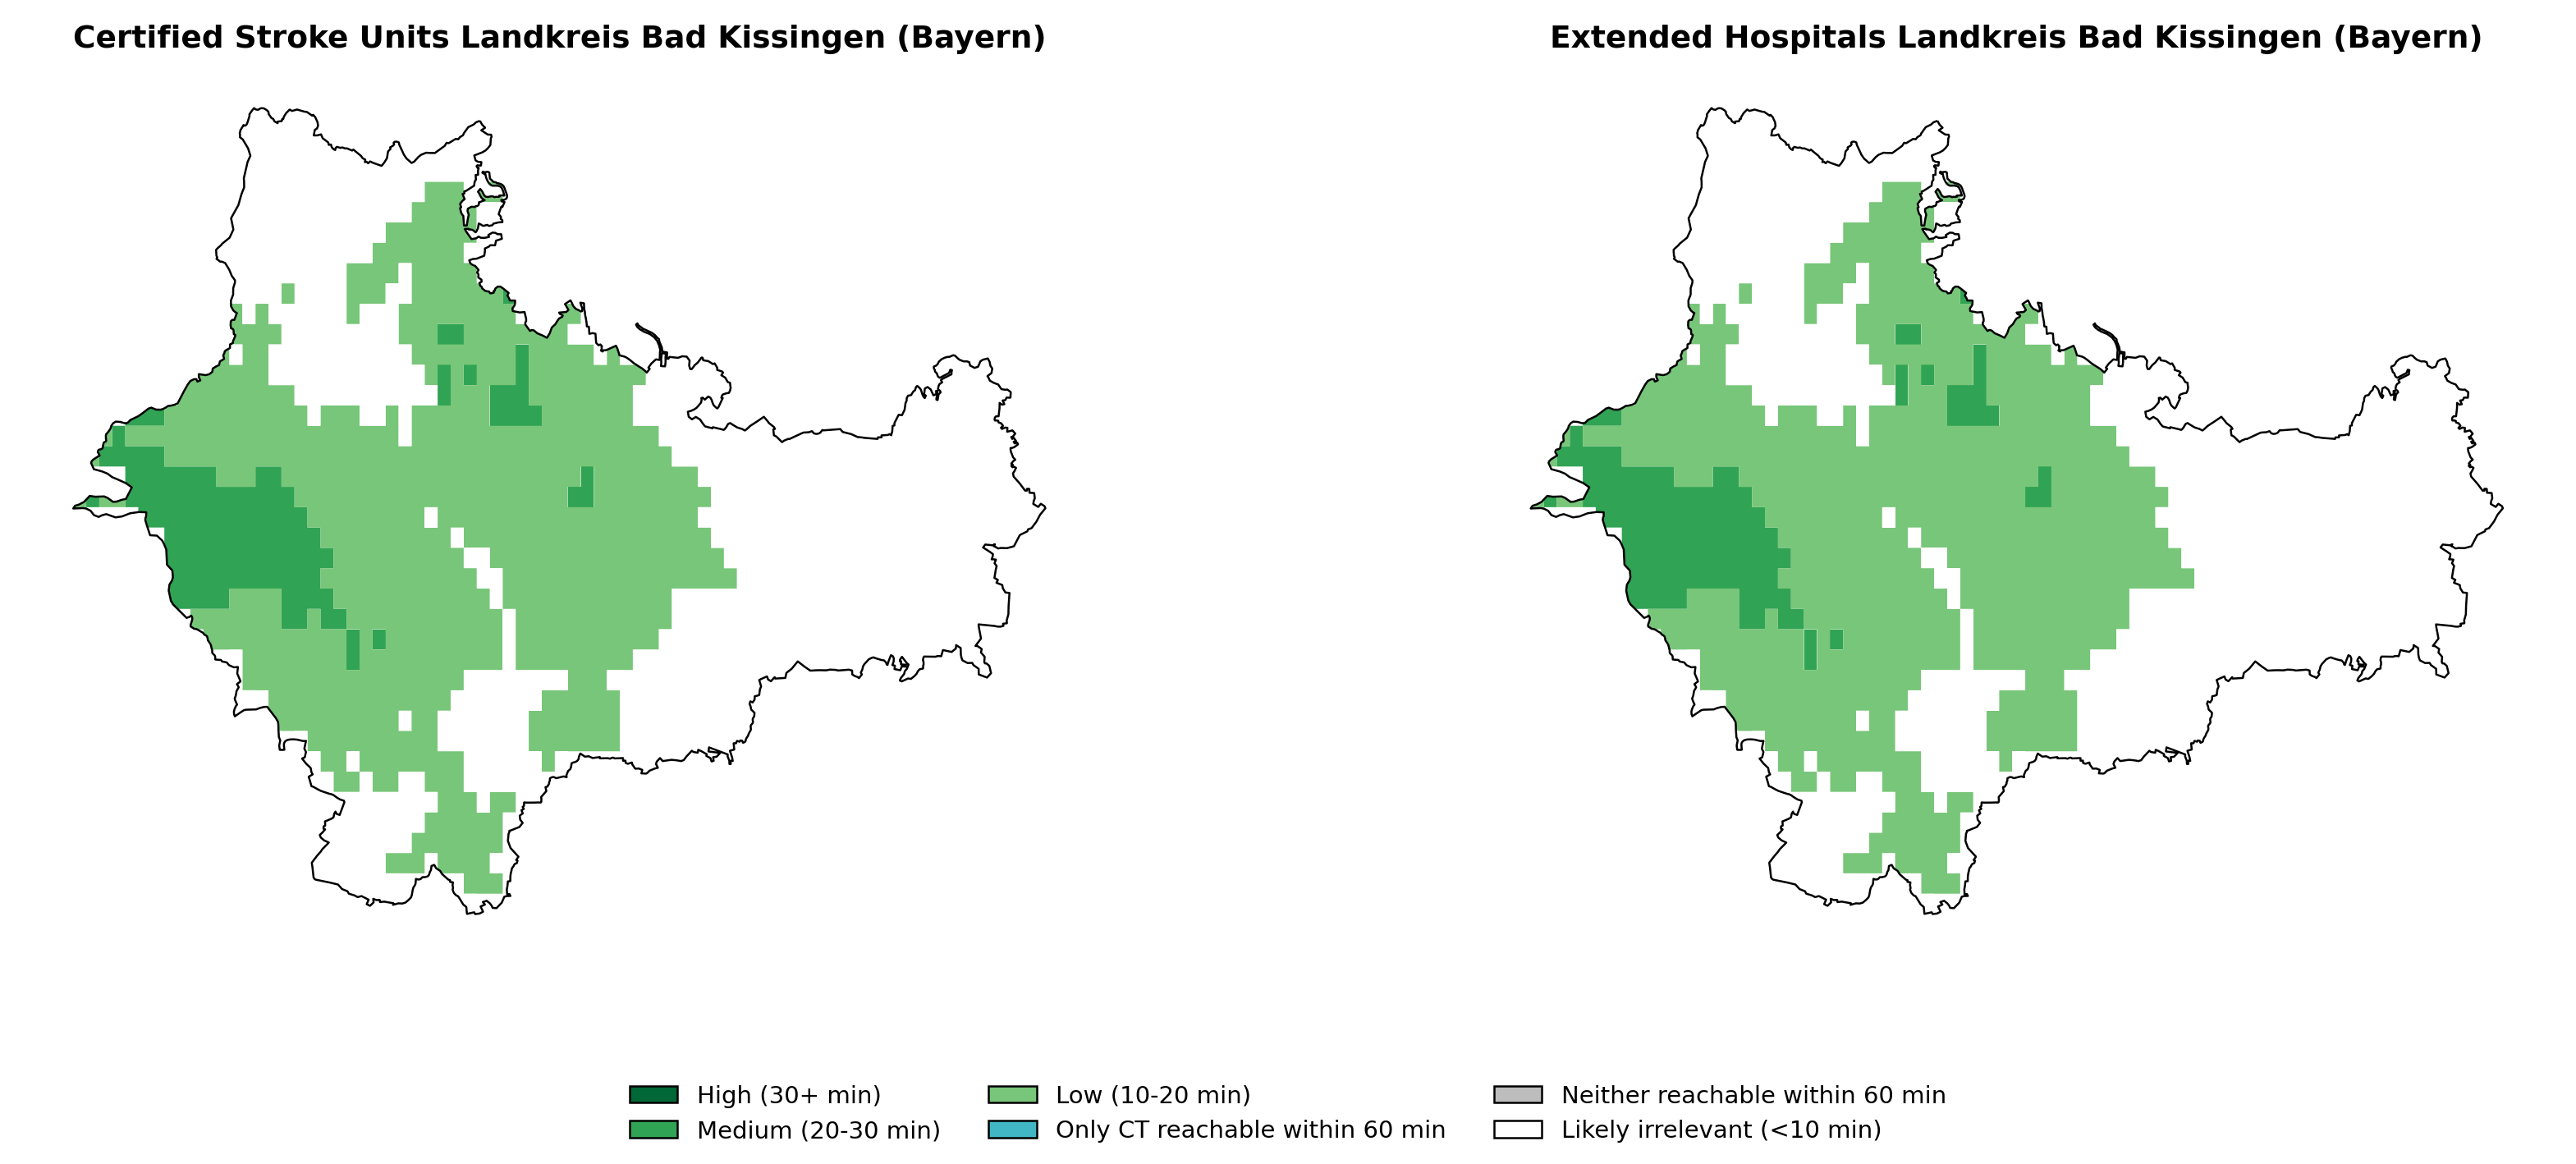 Certified Stroke Units Landkreis Bad Kissingen (Bayern)
Extended Hospitals Landkreis Bad Kissingen (Bayern)
High (30+ min)
Medium (20-30 min)
Low (10-20 min)
Only CT reachable within 60 min
Neither reachable within 60 min
Likely irrelevant (<10 min)